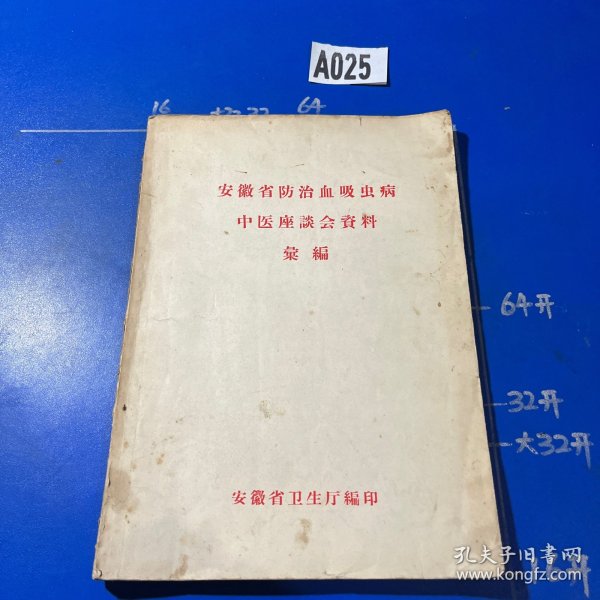 A025
16
64
安徽省防治血吸虫病
中医座談会資料
彙編
64开
32开
大32开
安徽省卫生厅編印
孔夫子旧書网
www.kongfz.com